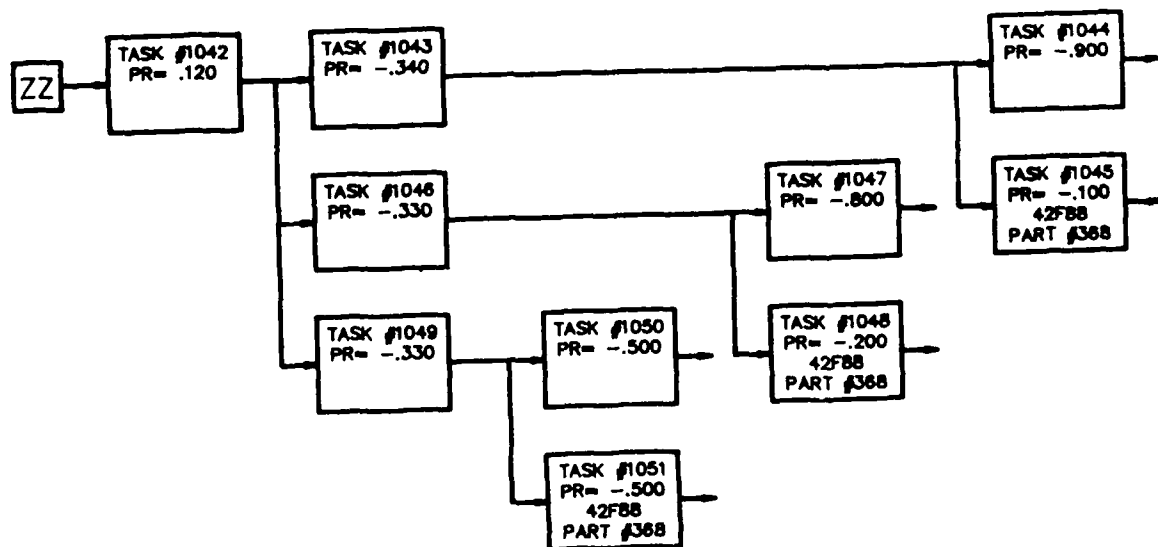 ZZ
TASK #1042
PR= .120
TASK #1043
PR= -.340
TASK #1044
PR= -.900
TASK #1045
PR= -.100
42F88
PART #368
TASK #1046
PR= -.330
TASK #1047
PR= -.800
TASK #1048
PR= -.200
42F88
PART #368
TASK #1049
PR= -.330
TASK #1050
PR= -.500
TASK #1051
PR= -.500
42F88
PART #368